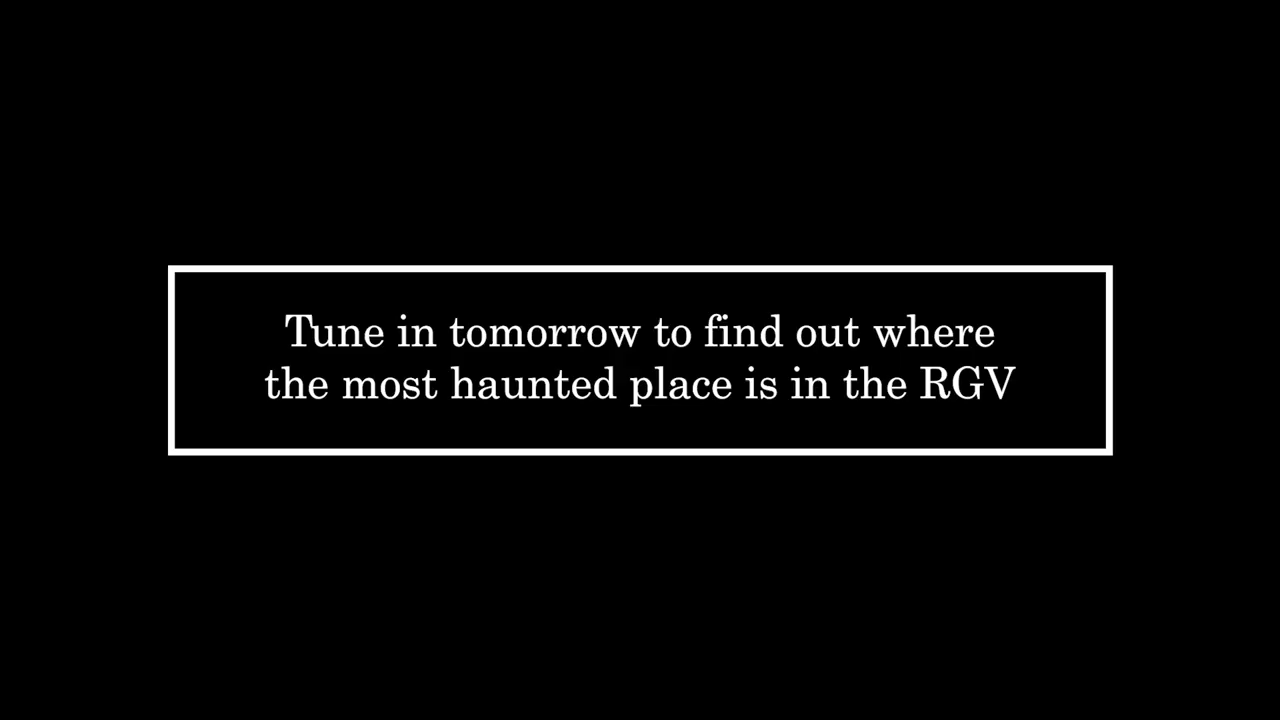 Tune in tomorrow to find out where
the most haunted place is in the RGV